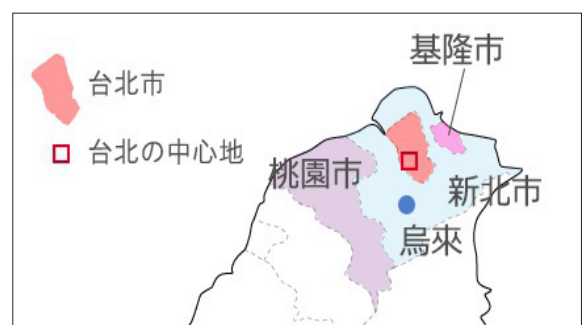 基隆市
台北市
台北の中心地
桃園市
新北市
烏來